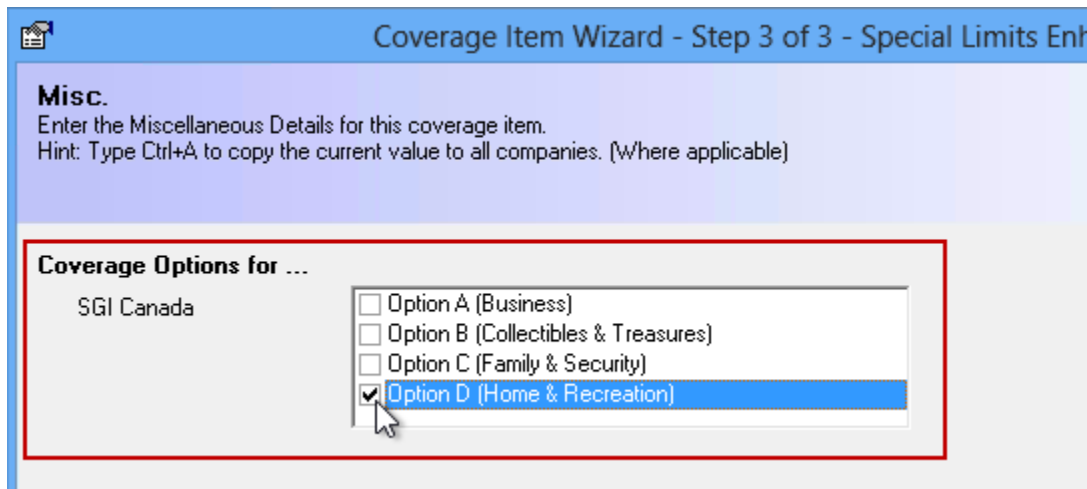 Coverage Item Wizard - Step 3 of 3 - Special Limits
Misc.
Enter the Miscellaneous Details for this coverage item.
Hint: Type Ctrl+A to copy the current value to all companies. (Where applicable)
Coverage Options for ...
SGI Canada
Option A (Business)
Option B (Collectibles & Treasures)
Option C (Family & Security)
Option D (Home & Recreation)